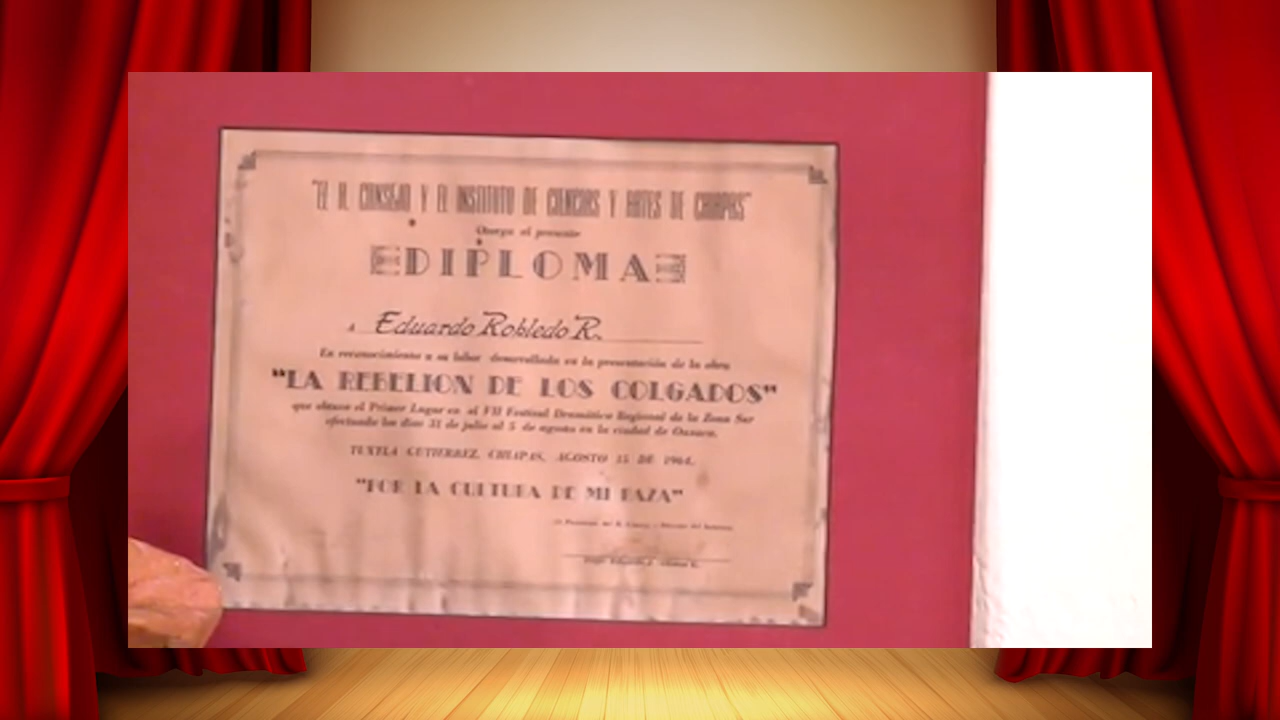 "EL H. CONSEJO Y EL INSTITUTO DE CIENCIAS Y ARTES DE CHIAPAS"
Otorga el presente
DIPLOMA
A Eduardo Robledo R.
En reconocimiento a su labor desarrollada en la presentación de la obra
"LA REBELION DE LOS COLGADOS"
que obtuvo el Primer Lugar en el VII Festival Dramático Regional de la Zona Sur
efectuado los dias 31 de julio al 5 de agosto en la ciudad de Oaxaca.
TUXTLA GUTIERREZ, CHIAPAS, AGOSTO 15 DE 1964.
"POR LA CULTURA DE MI RAZA"